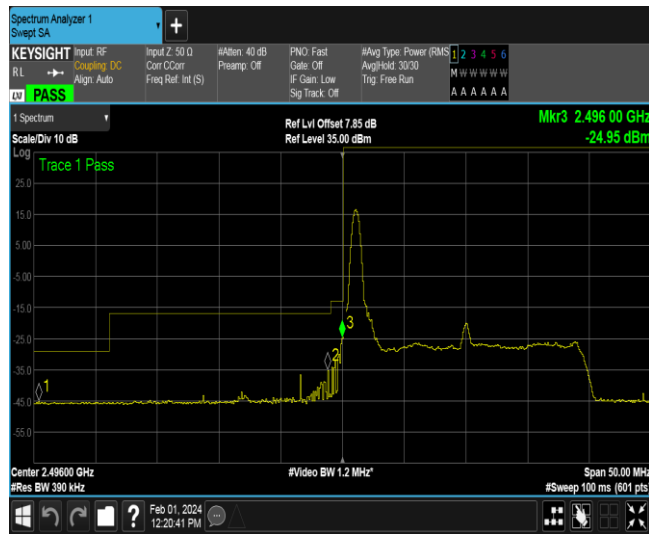 Spectrum Analyzer 1
Swept SA
KEYSIGHT
RL
LXI PASS
Input: RF
Coupling: DC
Align: Auto
Input Z: 50 Ω
Corr CCorr
Freq Ref: Int (S)
#Atten: 40 dB
Preamp: Off
PNO: Fast
Gate: Off
IF Gain: Low
Sig Track: Off
#Avg Type: Power (RMS
Avg|Hold: 30/30
Trig: Free Run
1 2 3 4 5 6
M W W W W W
A A A A A A
1 Spectrum
Scale/Div 10 dB
Ref Lvl Offset 7.85 dB
Ref Level 35.00 dBm
Mkr3 2.496 00 GHz
-24.95 dBm
Log
Trace 1 Pass
25.0
15.0
5.00
-5.00
-15.0
-25.0
-35.0
-45.0
-55.0
1
2
3
Center 2.49600 GHz
#Res BW 390 kHz
#Video BW 1.2 MHz*
Span 50.00 MHz
#Sweep 100 ms (601 pts)
?
Feb 01, 2024
12:20:41 PM